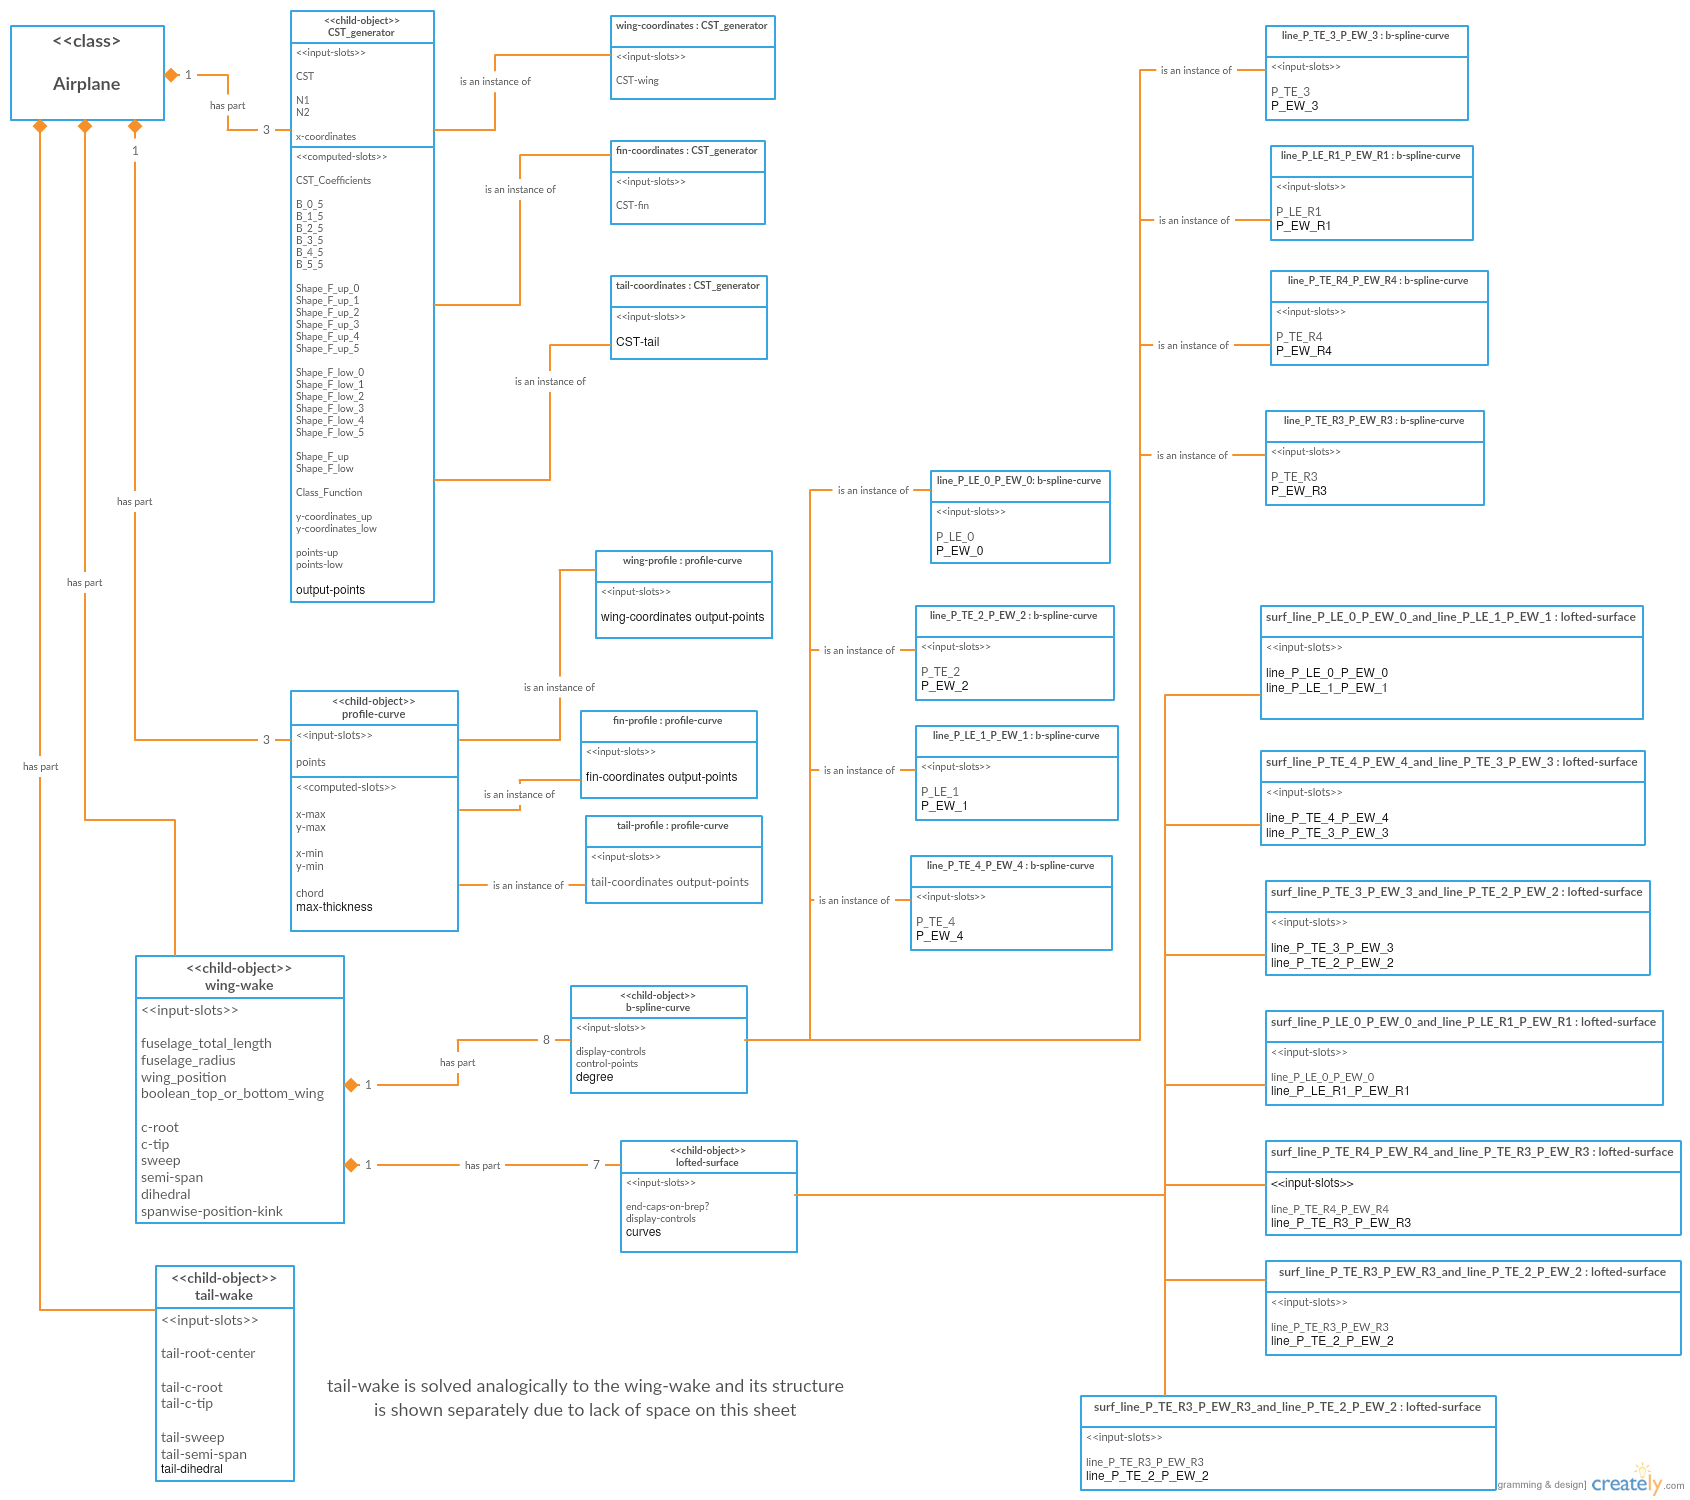 <<class>>
Airplane
1
has part
3
1
has part
3
has part
has part
<<child-object>>
CST_generator
<<input-slots>>
CST
N1
N2
x-coordinates
<<computed-slots>>
CST_Coefficients
B_0_5
B_1_5
B_2_5
B_3_5
B_4_5
B_5_5
Shape_F_up_0
Shape_F_up_1
Shape_F_up_2
Shape_F_up_3
Shape_F_up_4
Shape_F_up_5
Shape_F_low_0
Shape_F_low_1
Shape_F_low_2
Shape_F_low_3
Shape_F_low_4
Shape_F_low_5
Shape_F_up
Shape_F_low
Class_Function
y-coordinates_up
y-coordinates_low
points-up
points-low
output-points
is an instance of
wing-coordinates : CST_generator
<<input-slots>>
CST-wing
is an instance of
fin-coordinates : CST_generator
<<input-slots>>
CST-fin
is an instance of
tail-coordinates : CST_generator
<<input-slots>>
CST-tail
<<child-object>>
profile-curve
<<input-slots>>
points
<<computed-slots>>
x-max
y-max
x-min
y-min
chord
max-thickness
is an instance of
wing-profile : profile-curve
<<input-slots>>
wing-coordinates output-points
is an instance of
fin-profile : profile-curve
<<input-slots>>
fin-coordinates output-points
is an instance of
tail-profile : profile-curve
<<input-slots>>
tail-coordinates output-points
<<child-object>>
wing-wake
<<input-slots>>
fuselage_total_length
fuselage_radius
wing_position
boolean_top_or_bottom_wing
c-root
c-tip
sweep
semi-span
dihedral
spanwise-position-kink
1
has part
8
1
has part
7
<<child-object>>
b-spline-curve
<<input-slots>>
display-controls
control-points
degree
<<child-object>>
lofted-surface
<<input-slots>>
end-caps-on-brep?
display-controls
curves
<<child-object>>
tail-wake
<<input-slots>>
tail-root-center
tail-c-root
tail-c-tip
tail-sweep
tail-semi-span
tail-dihedral
tail-wake is solved analogically to the wing-wake and its structure
is shown separately due to lack of space on this sheet
is an instance of
line_P_LE_0_P_EW_0: b-spline-curve
<<input-slots>>
P_LE_0
P_EW_0
is an instance of
line_P_TE_2_P_EW_2 : b-spline-curve
<<input-slots>>
P_TE_2
P_EW_2
is an instance of
line_P_LE_1_P_EW_1 : b-spline-curve
<<input-slots>>
P_LE_1
P_EW_1
is an instance of
line_P_TE_4_P_EW_4 : b-spline-curve
<<input-slots>>
P_TE_4
P_EW_4
is an instance of
line_P_TE_3_P_EW_3 : b-spline-curve
<<input-slots>>
P_TE_3
P_EW_3
is an instance of
line_P_LE_R1_P_EW_R1 : b-spline-curve
<<input-slots>>
P_LE_R1
P_EW_R1
is an instance of
line_P_TE_R4_P_EW_R4 : b-spline-curve
<<input-slots>>
P_TE_R4
P_EW_R4
is an instance of
line_P_TE_R3_P_EW_R3 : b-spline-curve
<<input-slots>>
P_TE_R3
P_EW_R3
surf_line_P_LE_0_P_EW_0_and_line_P_LE_1_P_EW_1 : lofted-surface
<<input-slots>>
line_P_LE_0_P_EW_0
line_P_LE_1_P_EW_1
surf_line_P_TE_4_P_EW_4_and_line_P_TE_3_P_EW_3 : lofted-surface
<<input-slots>>
line_P_TE_4_P_EW_4
line_P_TE_3_P_EW_3
surf_line_P_TE_3_P_EW_3_and_line_P_TE_2_P_EW_2 : lofted-surface
<<input-slots>>
line_P_TE_3_P_EW_3
line_P_TE_2_P_EW_2
surf_line_P_LE_0_P_EW_0_and_line_P_LE_R1_P_EW_R1 : lofted-surface
<<input-slots>>
line_P_LE_0_P_EW_0
line_P_LE_R1_P_EW_R1
surf_line_P_TE_R4_P_EW_R4_and_line_P_TE_R3_P_EW_R3 : lofted-surface
<<input-slots>>
line_P_TE_R4_P_EW_R4
line_P_TE_R3_P_EW_R3
surf_line_P_TE_R3_P_EW_R3_and_line_P_TE_2_P_EW_2 : lofted-surface
<<input-slots>>
line_P_TE_R3_P_EW_R3
line_P_TE_2_P_EW_2
surf_line_P_TE_R3_P_EW_R3_and_line_P_TE_2_P_EW_2 : lofted-surface
<<input-slots>>
line_P_TE_R3_P_EW_R3
line_P_TE_2_P_EW_2
gramming & design] creately.com